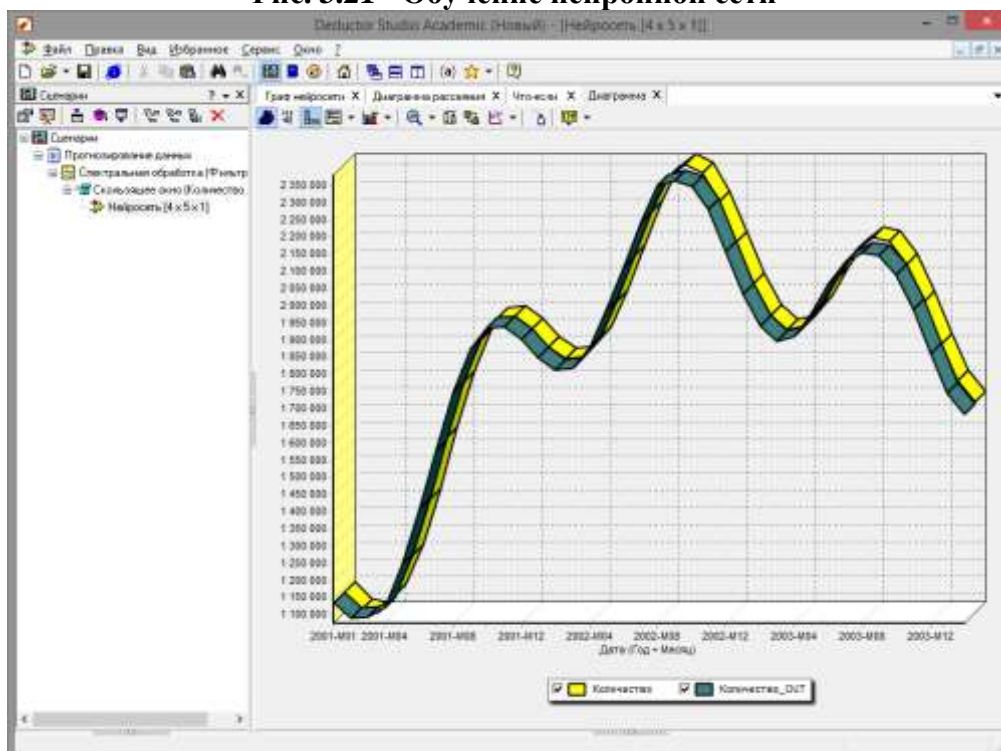 Рис. 3.21 - Обучение нейронной сети
Deductor Studio Academic (Новый) - [Нейросеть [4 x 5 x 1]]
Файл Правка Вид Избранное Сервис Окно ?
Сценарии
Граф нейросети X Диаграмма рассеяния X Что-если X Диаграмма X
Сценарии
Прогнозирование данных
Спектральная обработка (Фильтр
Скользящее окно (Количество
Нейросеть [4 x 5 x 1]
2 350 000
2 300 000
2 250 000
2 200 000
2 150 000
2 100 000
2 050 000
2 000 000
1 950 000
1 900 000
1 850 000
1 800 000
1 750 000
1 700 000
1 650 000
1 600 000
1 550 000
1 500 000
1 450 000
1 400 000
1 350 000
1 300 000
1 250 000
1 200 000
1 150 000
1 100 000
2001-M01 2001-M04 2001-M08 2001-M12 2002-M04 2002-M08 2002-M12 2003-M04 2003-M08 2003-M12
Дата (Год + Месяц)
Количество Количество_OUT